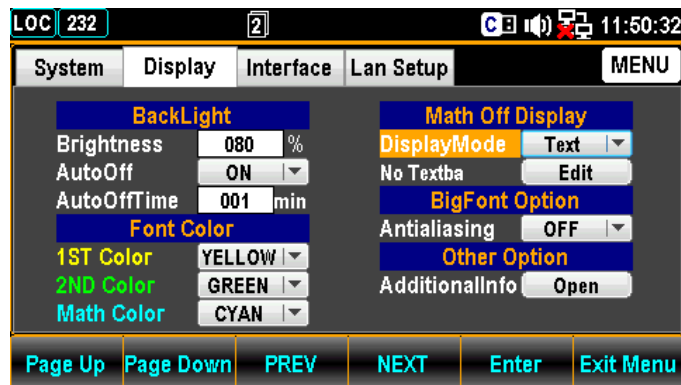 LOC 232 2 C 11:50:32
System Display Interface Lan Setup MENU
BackLight
Brightness 080 %
AutoOff ON
AutoOffTime 001 min
Font Color
1ST Color YELLOW
2ND Color GREEN
Math Color CYAN
Math Off Display
DisplayMode Text
No Textba Edit
BigFont Option
Antialiasing OFF
Other Option
AdditionalInfo Open
Page Up Page Down PREV NEXT Enter Exit Menu